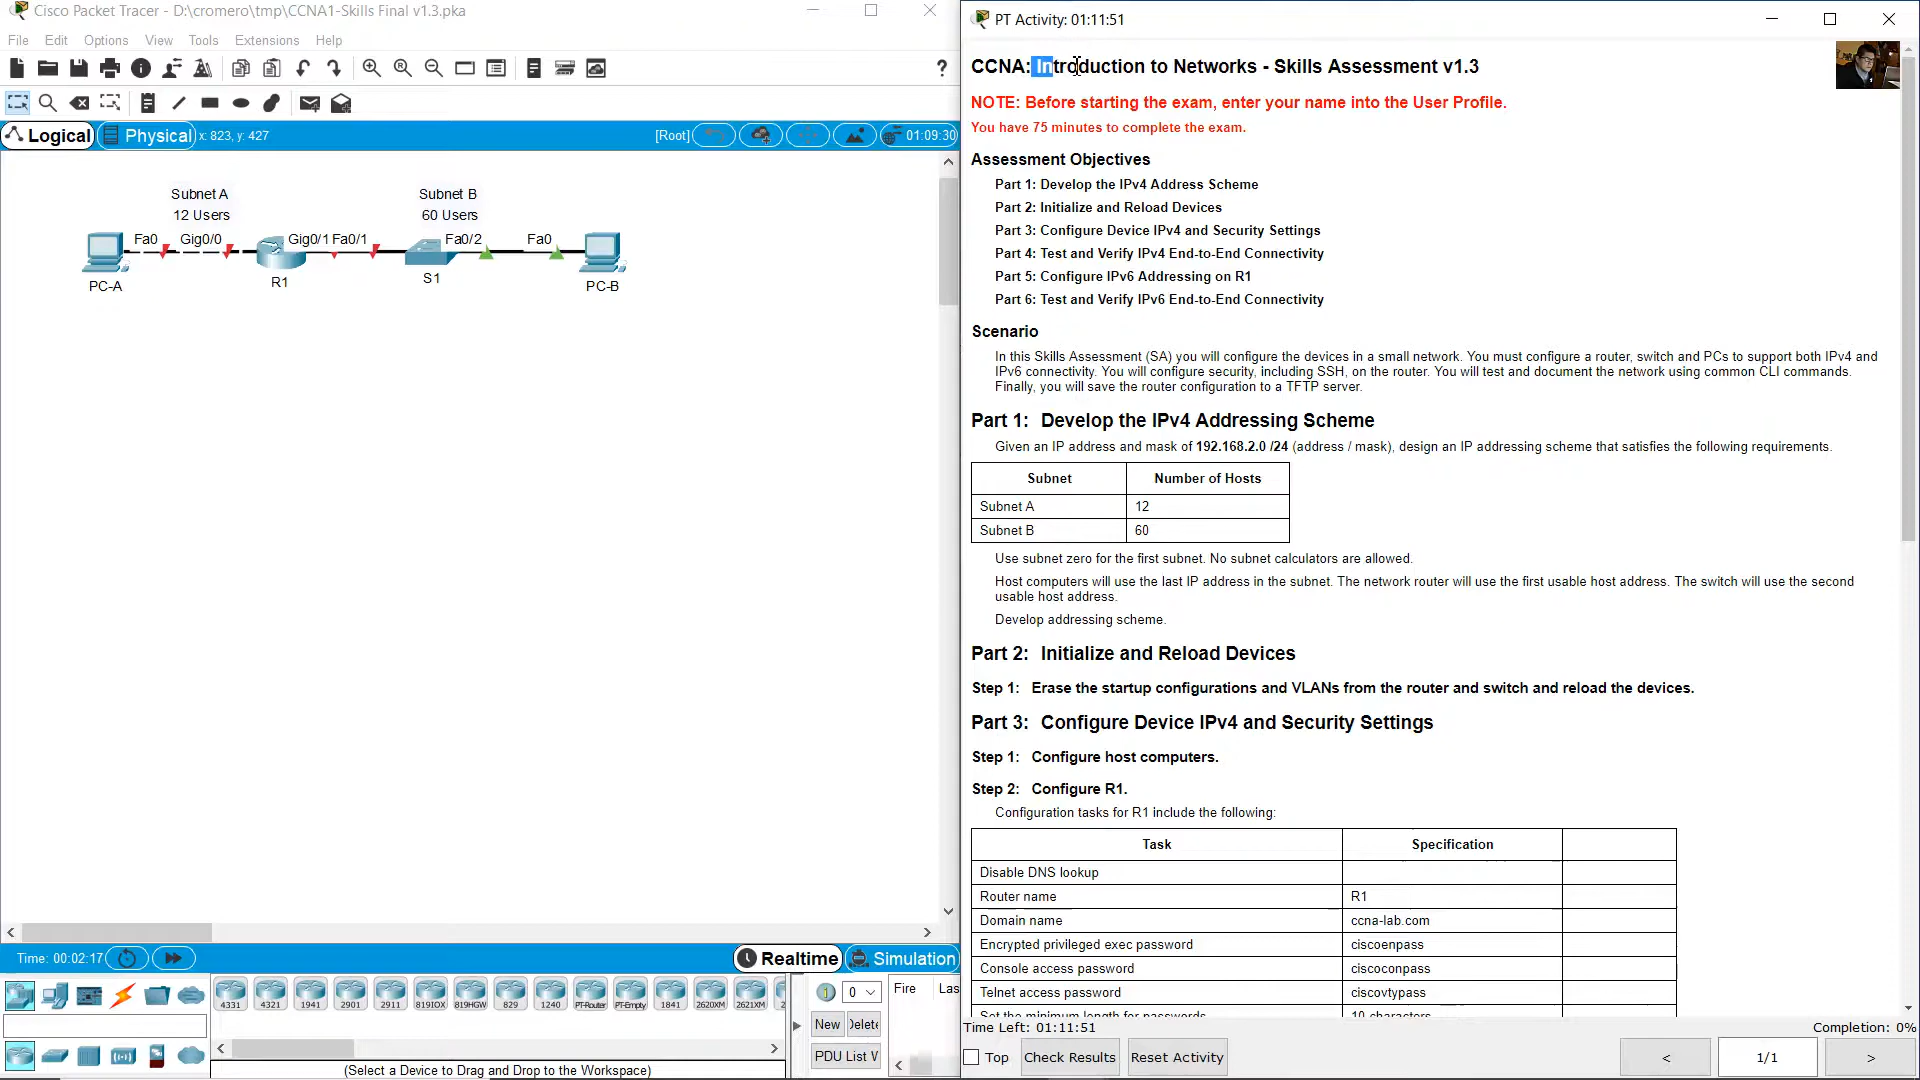 Cisco Packet Tracer - D:\cromero\tmp\CCNA1-Skills Final v1.3.pka
File Edit Options View Tools Extensions Help
Logical Physical x: 823, y: 427 [Root] 01:09:30
Subnet A
12 Users
Subnet B
60 Users
Fa0 Gig0/0 Gig0/1 Fa0/1 Fa0/2 Fa0
PC-A R1 S1 PC-B
Time: 00:02:17 Realtime Simulation
4331 4321 1941 2901 2911 819IOX 819HGW 829 1240 PT-Router PT-Empty 1841 2620XM 2621XM
0 Fire Las
New Delete
PDU List W
(Select a Device to Drag and Drop to the Workspace)
PT Activity: 01:11:51
CCNA: Introduction to Networks - Skills Assessment v1.3
NOTE: Before starting the exam, enter your name into the User Profile.
You have 75 minutes to complete the exam.
Assessment Objectives
Part 1: Develop the IPv4 Address Scheme
Part 2: Initialize and Reload Devices
Part 3: Configure Device IPv4 and Security Settings
Part 4: Test and Verify IPv4 End-to-End Connectivity
Part 5: Configure IPv6 Addressing on R1
Part 6: Test and Verify IPv6 End-to-End Connectivity
Scenario
In this Skills Assessment (SA) you will configure the devices in a small network. You must configure a router, switch and PCs to support both IPv4 and
IPv6 connectivity. You will configure security, including SSH, on the router. You will test and document the network using common CLI commands.
Finally, you will save the router configuration to a TFTP server.
Part 1: Develop the IPv4 Addressing Scheme
Given an IP address and mask of 192.168.2.0 /24 (address / mask), design an IP addressing scheme that satisfies the following requirements.
Subnet Number of Hosts
Subnet A 12
Subnet B 60
Use subnet zero for the first subnet. No subnet calculators are allowed.
Host computers will use the last IP address in the subnet. The network router will use the first usable host address. The switch will use the second
usable host address.
Develop addressing scheme.
Part 2: Initialize and Reload Devices
Step 1: Erase the startup configurations and VLANs from the router and switch and reload the devices.
Part 3: Configure Device IPv4 and Security Settings
Step 1: Configure host computers.
Step 2: Configure R1.
Configuration tasks for R1 include the following:
Task Specification
Disable DNS lookup
Router name R1
Domain name ccna-lab.com
Encrypted privileged exec password ciscoenpass
Console access password ciscoconpass
Telnet access password ciscovtypass
Set the minimum length for passwords 10 characters
Time Left: 01:11:51 Completion: 0%
Top Check Results Reset Activity < 1/1 >